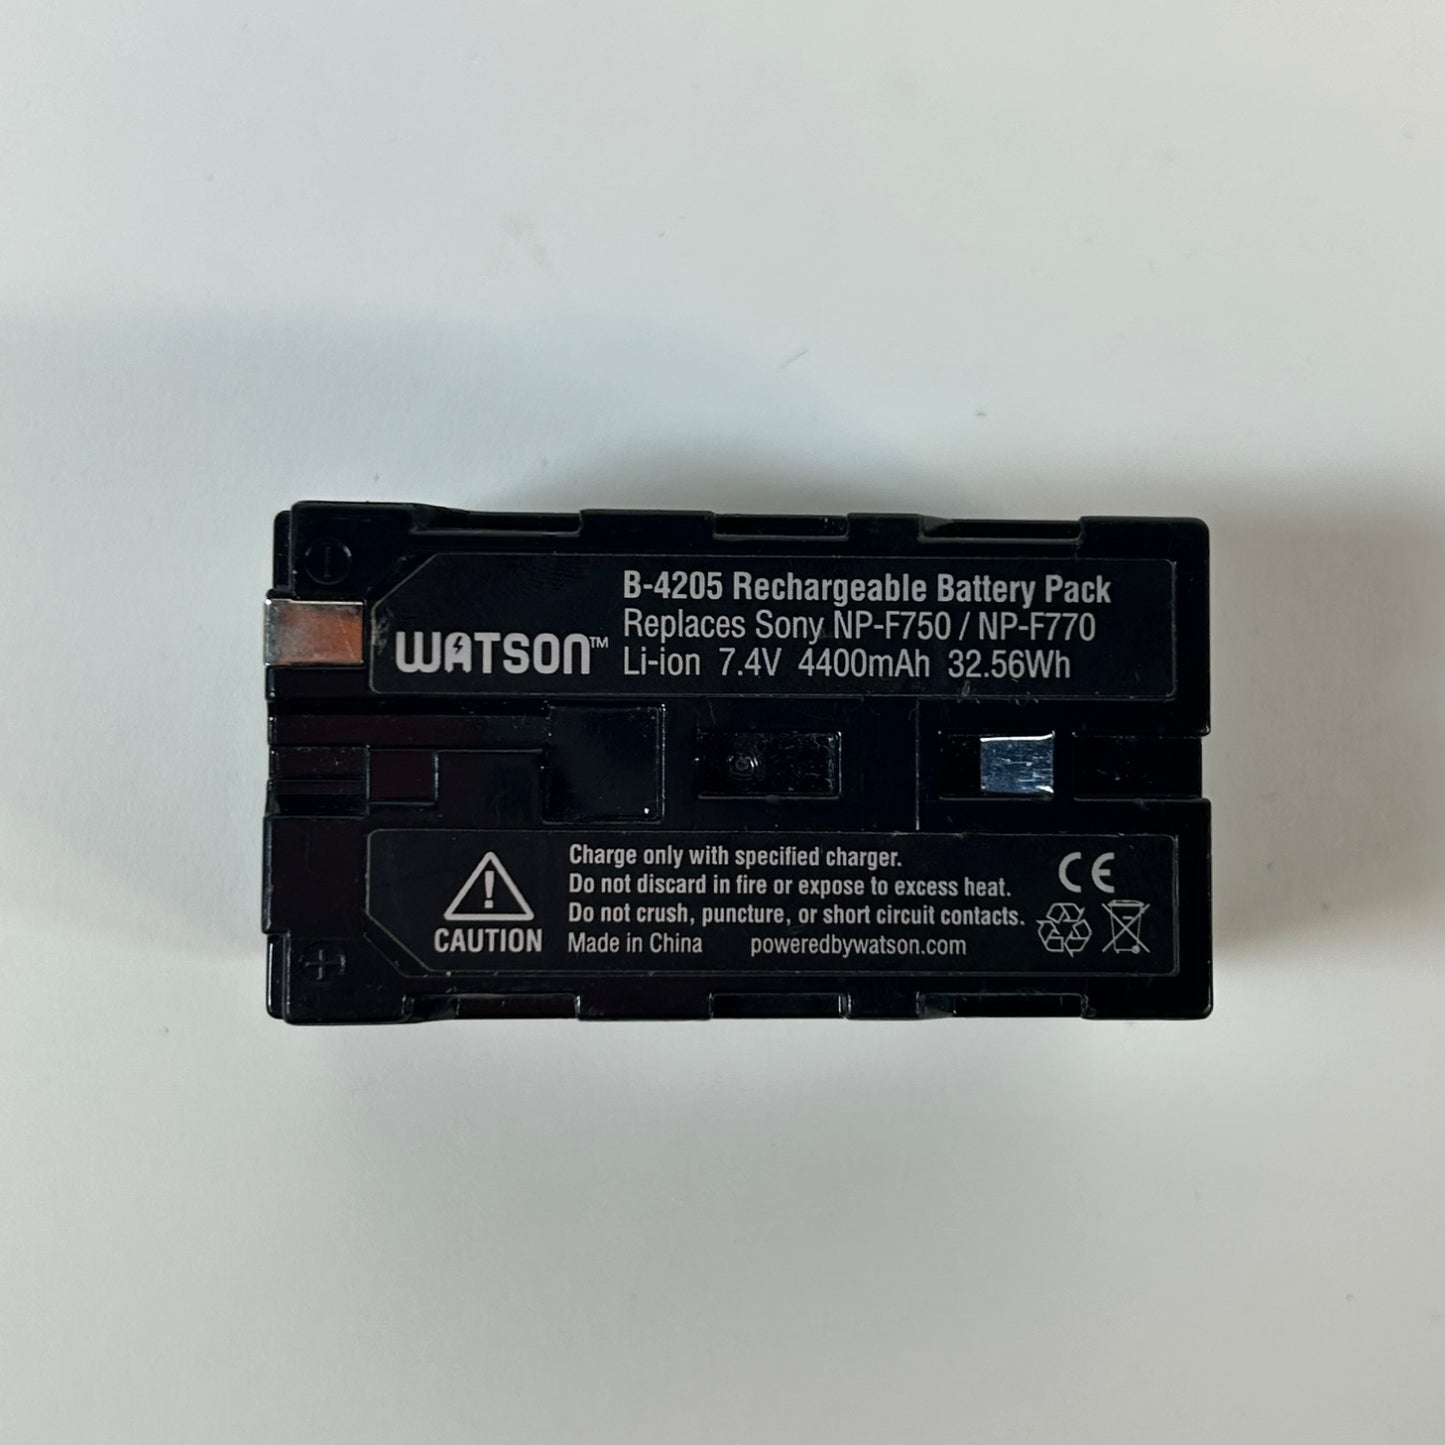 WATSON™
B-4205 Rechargeable Battery Pack
Replaces Sony NP-F750 / NP-F770
Li-ion 7.4V 4400mAh 32.56Wh
CAUTION
Charge only with specified charger.
Do not discard in fire or expose to excess heat.
Do not crush, puncture, or short circuit contacts.
Made in China poweredbywatson.com
CE